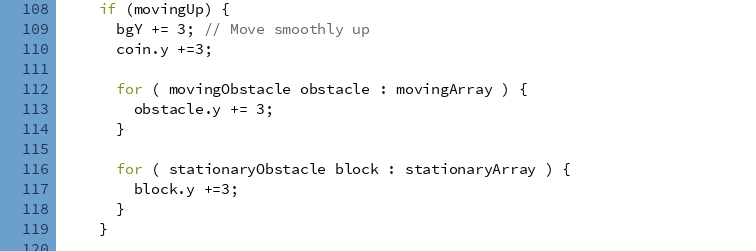 108 if (movingUp) {
109 bgY += 3; // Move smoothly up
110 coin.y +=3;
111
112 for ( movingObstacle obstacle : movingArray ) {
113 obstacle.y += 3;
114 }
115
116 for ( stationaryObstacle block : stationaryArray ) {
117 block.y +=3;
118 }
119 }
120